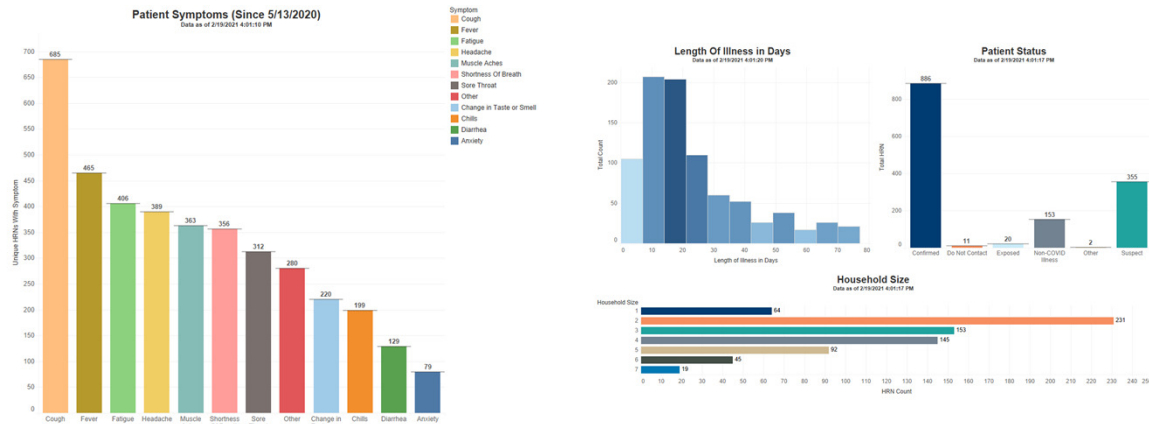 Patient Symptoms (Since 5/13/2020)
Data as of 2/19/2021 4:01:10 PM
Unique HRNs With Symptom
700
650
600
550
500
450
400
350
300
250
200
150
100
50
0
685
465
406
389
363
356
312
280
220
199
129
79
Cough
Fever
Fatigue
Headache
Muscle
Shortness
Sore
Other
Change in
Chills
Diarrhea
Anxiety
Symptom
Cough
Fever
Fatigue
Headache
Muscle Aches
Shortness Of Breath
Sore Throat
Other
Change in Taste or Smell
Chills
Diarrhea
Anxiety
Length Of Illness in Days
Data as of 2/19/2021 4:01:20 PM
Total Count
200
150
100
50
0
0 10 20 30 40 50 60 70 80
Length of Illness in Days
Patient Status
Data as of 2/19/2021 4:01:17 PM
Total HRN
800
600
400
200
0
886
11
20
153
2
355
Confirmed
Do Not Contact
Exposed
Non-COVID
Illness
Other
Suspect
Household Size
Data as of 2/19/2021 4:01:17 PM
Household Size
1 64
2 231
3 153
4 145
5 92
6 45
7 19
0 10 20 30 40 50 60 70 80 90 100 110 120 130 140 150 160 170 180 190 200 210 220 230 240
HRN Count